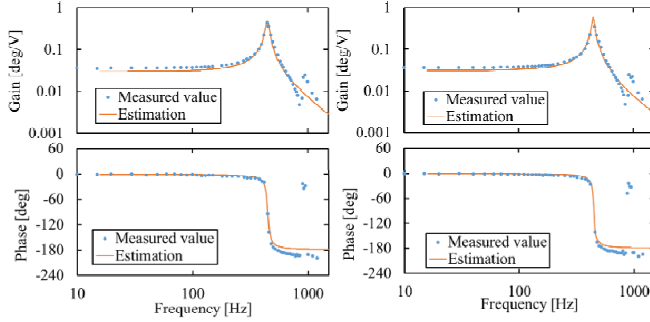 Gain [deg/V]
1
0.1
0.01
0.001
Measured value
Estimation
Phase [deg]
60
0
-60
-120
-180
-240
Measured value
Estimation
10
100
1000
Frequency [Hz]
Gain [deg/V]
1
0.1
0.01
0.001
Measured value
Estimation
Phase [deg]
60
0
-60
-120
-180
-240
Measured value
Estimation
10
100
1000
Frequency [Hz]